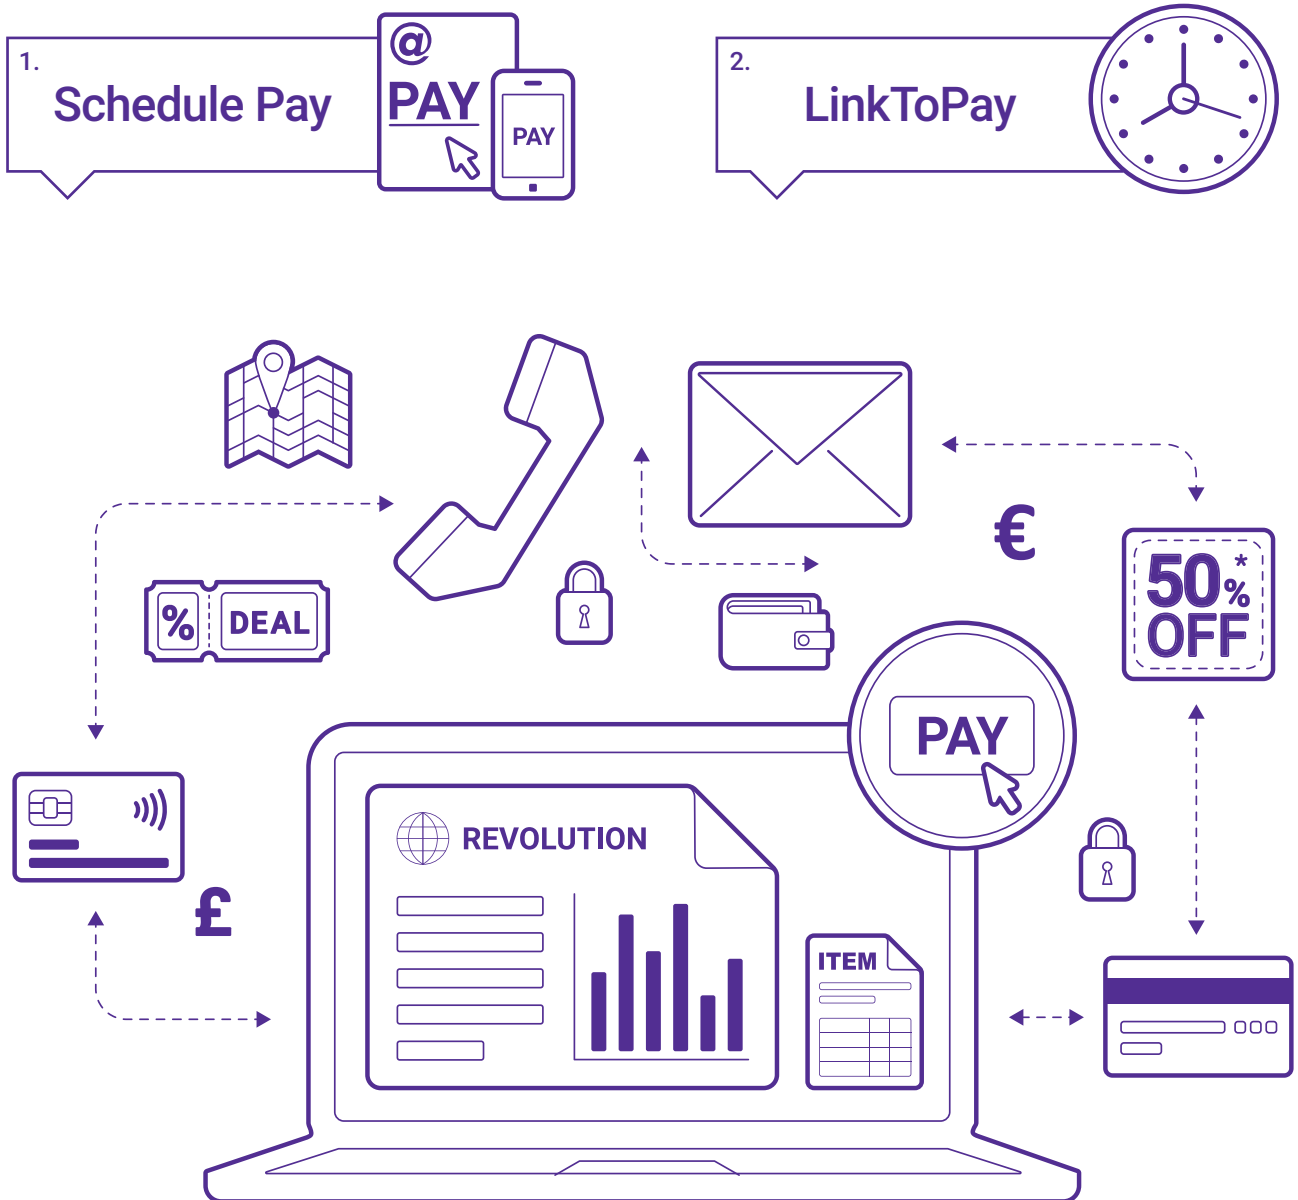 1.
Schedule Pay
@
PAY
PAY
2.
LinkToPay
€
50%*
OFF
% DEAL
PAY
REVOLUTION
£
ITEM